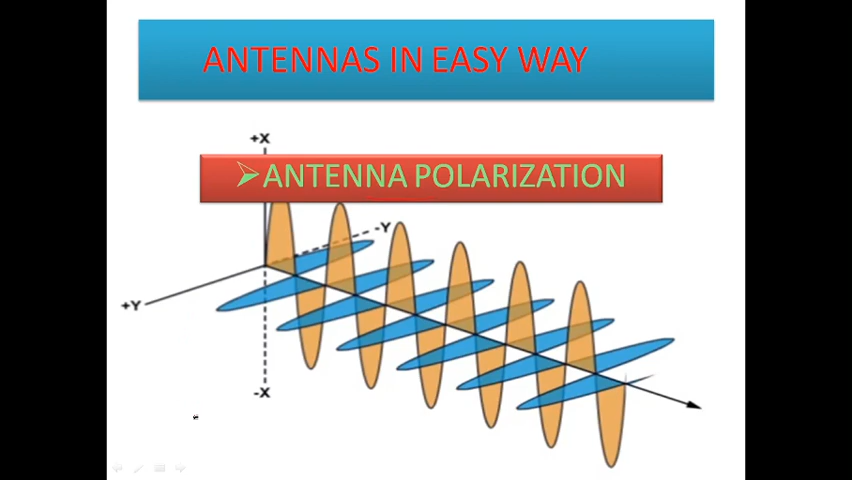 ANTENNAS IN EASY WAY
+X
ANTENNA POLARIZATION
-Y
+Y
-X